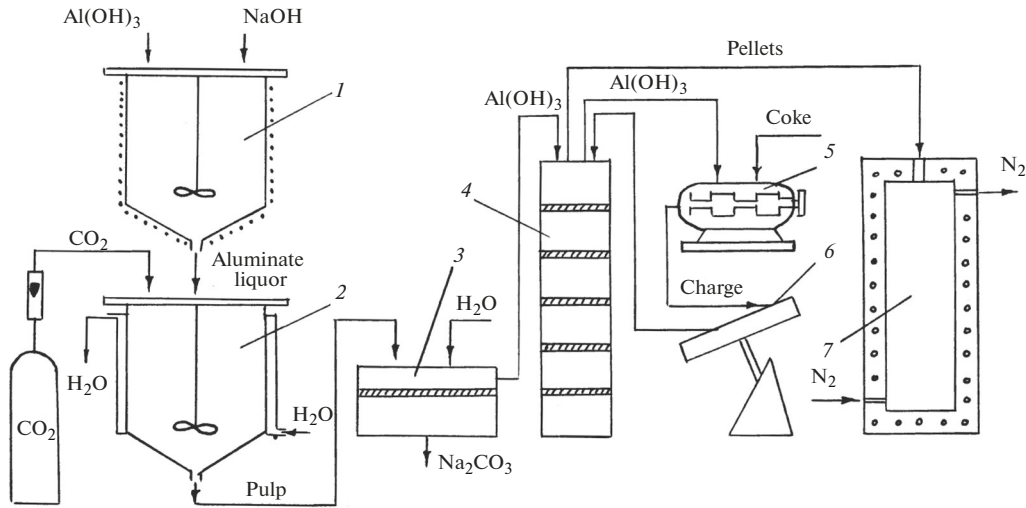 Al(OH)3
NaOH
1
CO2
Aluminate
liquor
2
H2O
CO2
H2O
Pulp
3
H2O
Na2CO3
Al(OH)3
Pellets
Al(OH)3
4
Coke
5
Charge
6
7
N2
N2